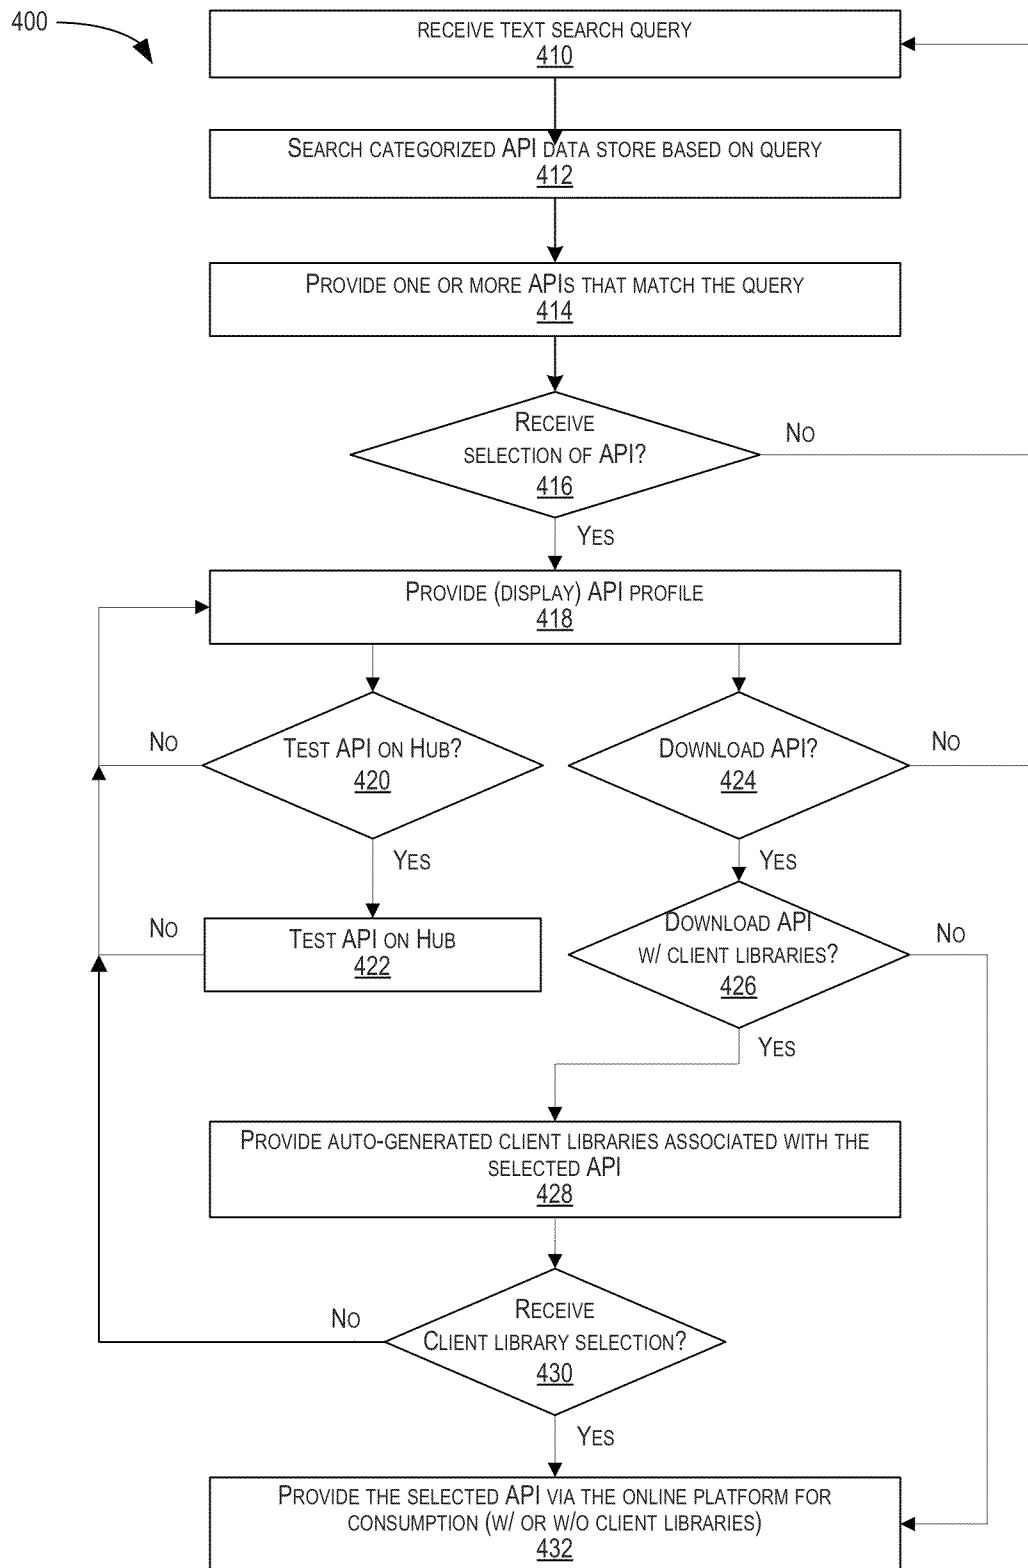 400
RECEIVE TEXT SEARCH QUERY
410
SEARCH CATEGORIZED API DATA STORE BASED ON QUERY
412
PROVIDE ONE OR MORE APIS THAT MATCH THE QUERY
414
RECEIVE
SELECTION OF API?
416
NO
YES
PROVIDE (DISPLAY) API PROFILE
418
NO
TEST API ON HUB?
420
DOWNLOAD API?
424
NO
YES
YES
NO
TEST API ON HUB
422
DOWNLOAD API
W/ CLIENT LIBRARIES?
426
NO
YES
PROVIDE AUTO-GENERATED CLIENT LIBRARIES ASSOCIATED WITH THE
SELECTED API
428
NO
RECEIVE
CLIENT LIBRARY SELECTION?
430
YES
PROVIDE THE SELECTED API VIA THE ONLINE PLATFORM FOR
CONSUMPTION (W/ OR W/O CLIENT LIBRARIES)
432